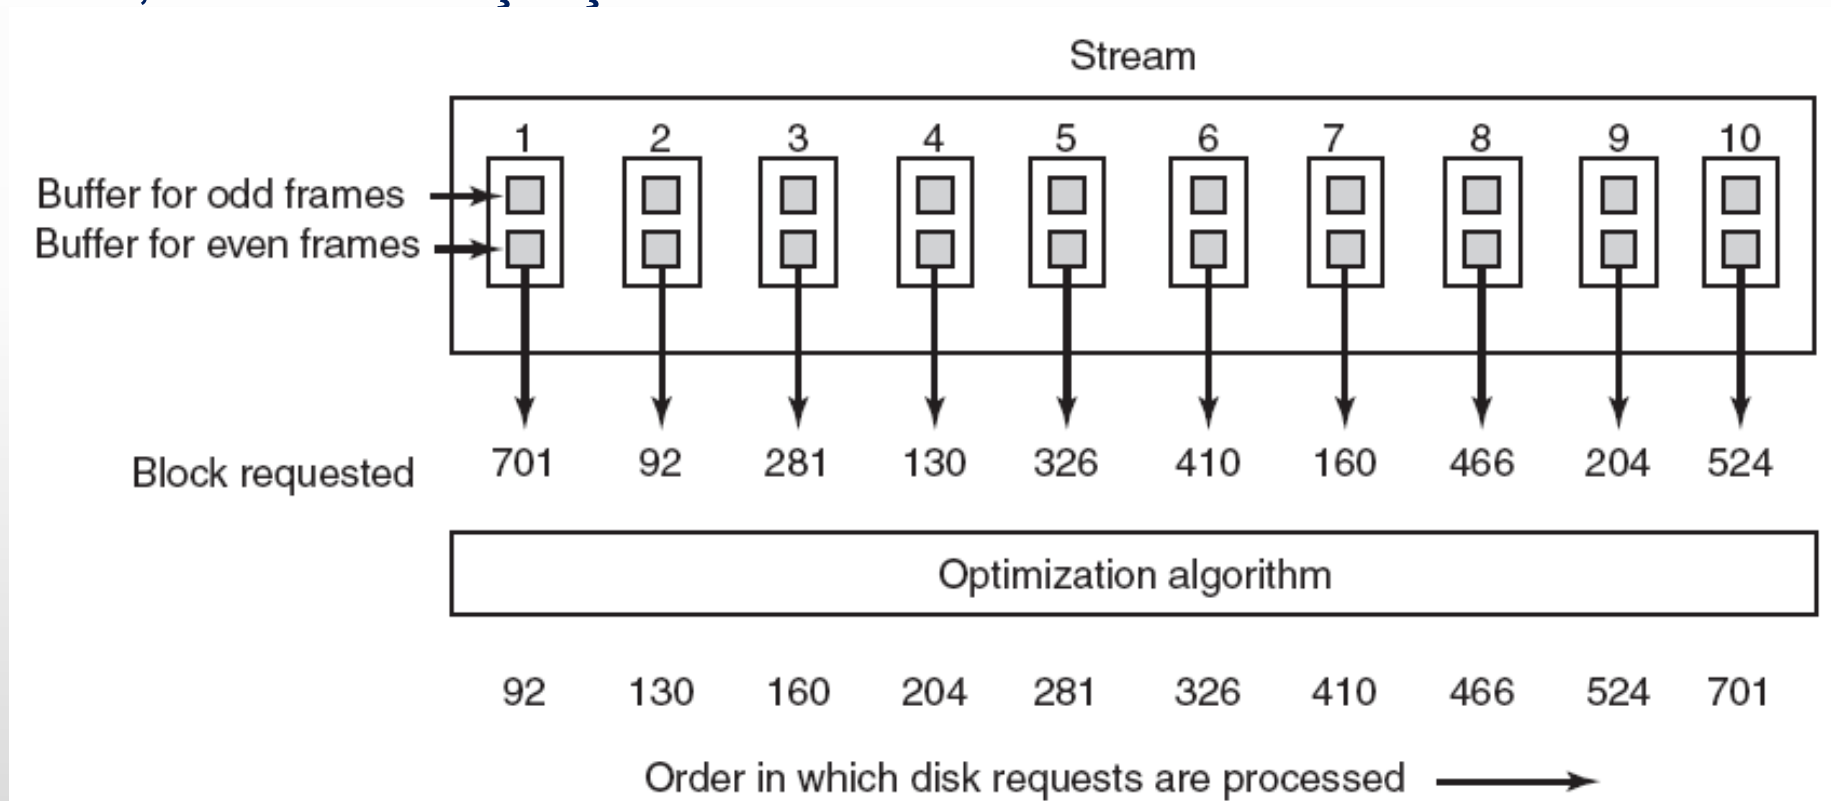 Stream
1 2 3 4 5 6 7 8 9 10
Buffer for odd frames
Buffer for even frames
Block requested 701 92 281 130 326 410 160 466 204 524
Optimization algorithm
92 130 160 204 281 326 410 466 524 701
Order in which disk requests are processed